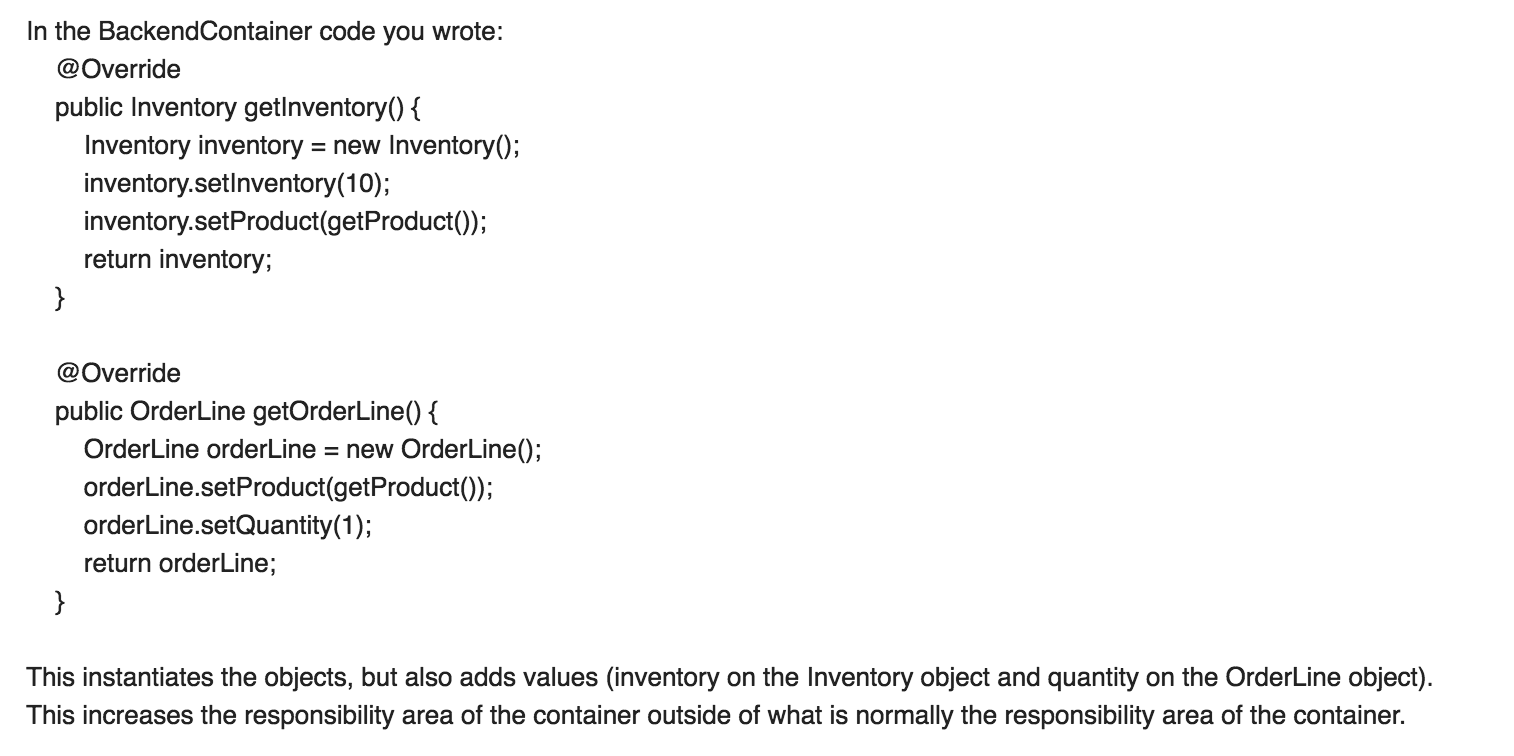 In the BackendContainer code you wrote:
@Override
public Inventory getInventory() {
Inventory inventory = new Inventory();
inventory.setInventory(10);
inventory.setProduct(getProduct());
return inventory;
}
@Override
public OrderLine getOrderLine() {
OrderLine orderLine = new OrderLine();
orderLine.setProduct(getProduct());
orderLine.setQuantity(1);
return orderLine;
}
This instantiates the objects, but also adds values (inventory on the Inventory object and quantity on the OrderLine object).
This increases the responsibility area of the container outside of what is normally the responsibility area of the container.